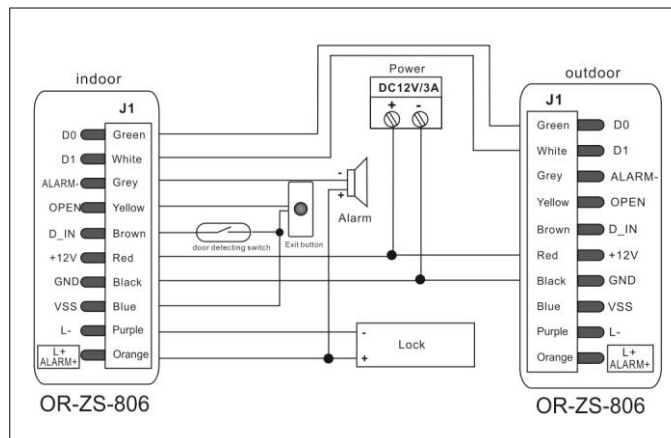 indoor
J1
D0 Green
D1 White
ALARM- Grey
OPEN Yellow
D_IN Brown
+12V Red
GND Black
VSS Blue
L- Purple
L+
ALARM+
Orange
OR-ZS-806
Power
DC12V/3A
+ -
-
+
Alarm
Exit button
door detecting switch
-
+
Lock
outdoor
J1
Green D0
White D1
Grey ALARM-
Yellow OPEN
Brown D_IN
Red +12V
Black GND
Blue VSS
Purple L-
Orange
L+
ALARM+
OR-ZS-806